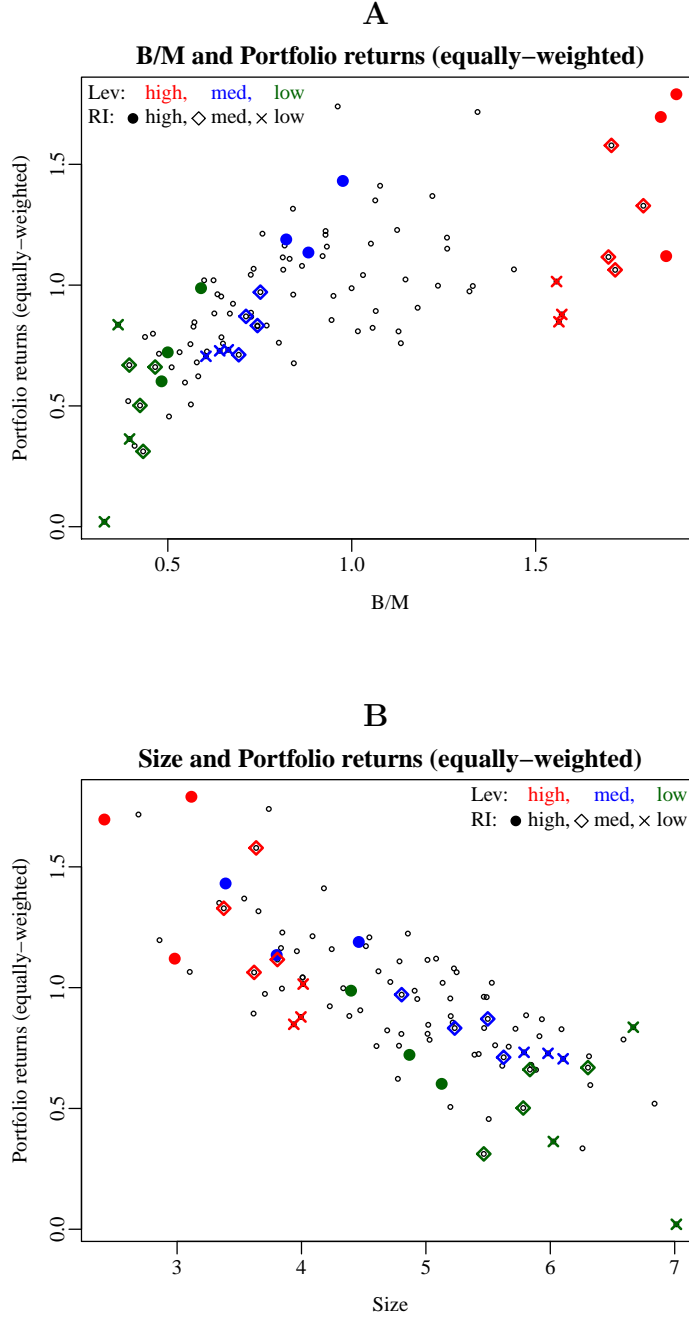 A
B/M and Portfolio returns (equally−weighted)
Lev: high, med, low
RI: high, med, low
Portfolio returns (equally−weighted)
0.0
0.5
1.0
1.5
0.5 1.0 1.5
B/M
B
Size and Portfolio returns (equally−weighted)
Lev: high, med, low
RI: high, med, low
Portfolio returns (equally−weighted)
0.0
0.5
1.0
1.5
3 4 5 6 7
Size